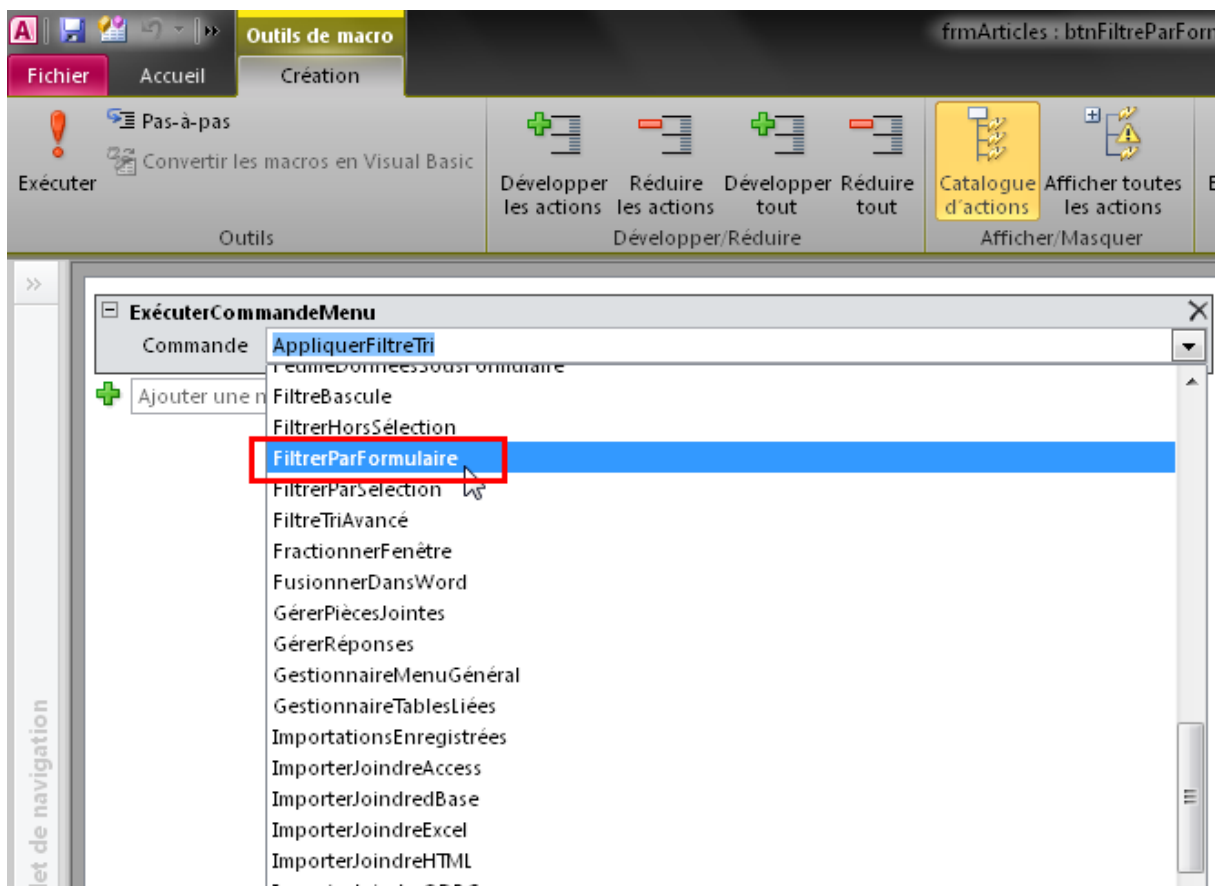 A
Outils de macro
frmArticles : btnFiltreParForm
Fichier Accueil Création
Pas-à-pas
Convertir les macros en Visual Basic
Exécuter
Développer les actions
Réduire les actions
Développer tout
Réduire tout
Catalogue d'actions
Afficher toutes les actions
Outils
Développer/Réduire
Afficher/Masquer
ExécuterCommandeMenu
Commande AppliquerFiltreTri
FeuilleDonnéesSousFormulaire
Ajouter une n
FiltreBascule
FiltrerHorsSélection
FiltrerParFormulaire
FiltrerParSélection
FiltreTriAvancé
FractionnerFenêtre
FusionnerDansWord
GérerPiècesJointes
GérerRéponses
GestionnaireMenuGénéral
GestionnaireTablesLiées
ImportationsEnregistrées
ImporterJoindreAccess
ImporterJoindredBase
ImporterJoindreExcel
ImporterJoindreHTML
let de navigation